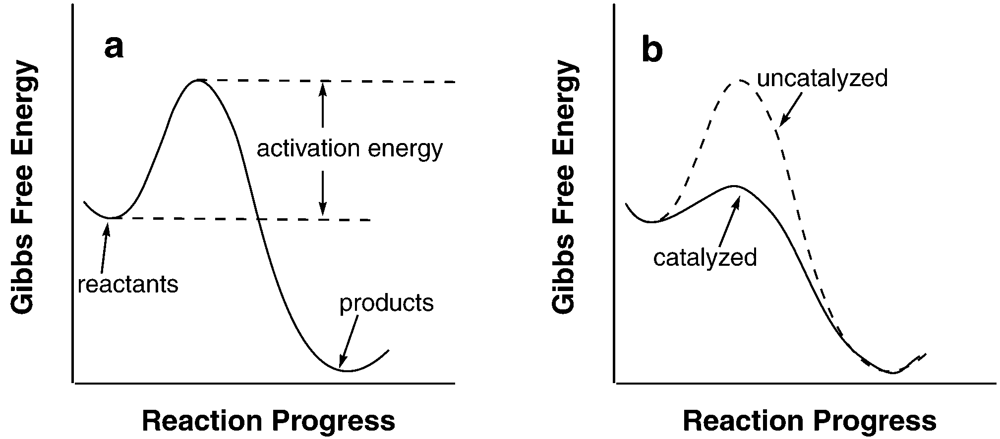 a
Gibbs Free Energy
activation energy
reactants
products
Reaction Progress
b
Gibbs Free Energy
uncatalyzed
catalyzed
Reaction Progress